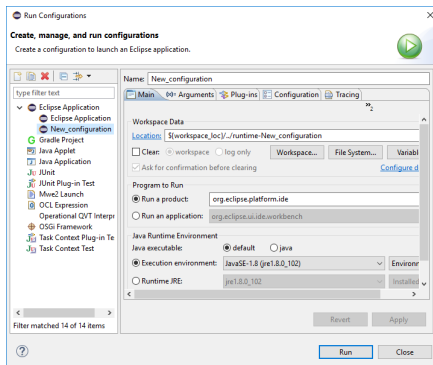 Run Configurations
Create, manage, and run configurations
Create a configuration to launch an Eclipse application.
type filter text
Eclipse Application
Eclipse Application
New_configuration
Gradle Project
Java Applet
Java Application
JUnit
JUnit Plug-in Test
Mwe2 Launch
OCL Expression
Operational QVT Interpr
OSGi Framework
Task Context Plug-in Te
Task Context Test
Filter matched 14 of 14 items
Name: New_configuration
Main Arguments Plug-ins Configuration Tracing
»2
Workspace Data
Location: ${workspace_loc}/../runtime-New_configuration
Clear: workspace log only Workspace... File System... Variabl
Ask for confirmation before clearing Configure d
Program to Run
Run a product: org.eclipse.platform.ide
Run an application: org.eclipse.ui.ide.workbench
Java Runtime Environment
Java executable: default java
Execution environment: JavaSE-1.8 (jre1.8.0_102) Environr
Runtime JRE: jre1.8.0_102 Installed
Revert Apply
Run Close